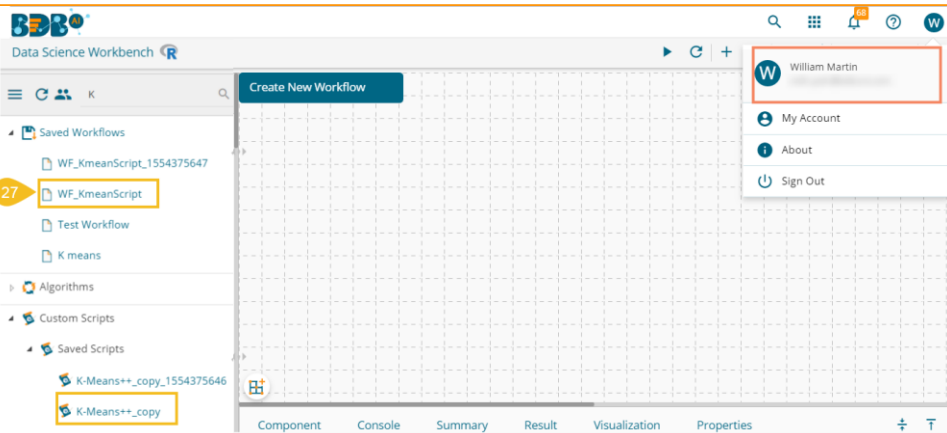 BDB AI
68
?
W
Data Science Workbench R
W
William Martin
K
Create New Workflow
My Account
Saved Workflows
About
WF_KmeanScript_1554375647
Sign Out
27
WF_KmeanScript
Test Workflow
K means
Algorithms
Custom Scripts
Saved Scripts
K-Means++_copy_1554375646
K-Means++_copy
Component Console Summary Result Visualization Properties